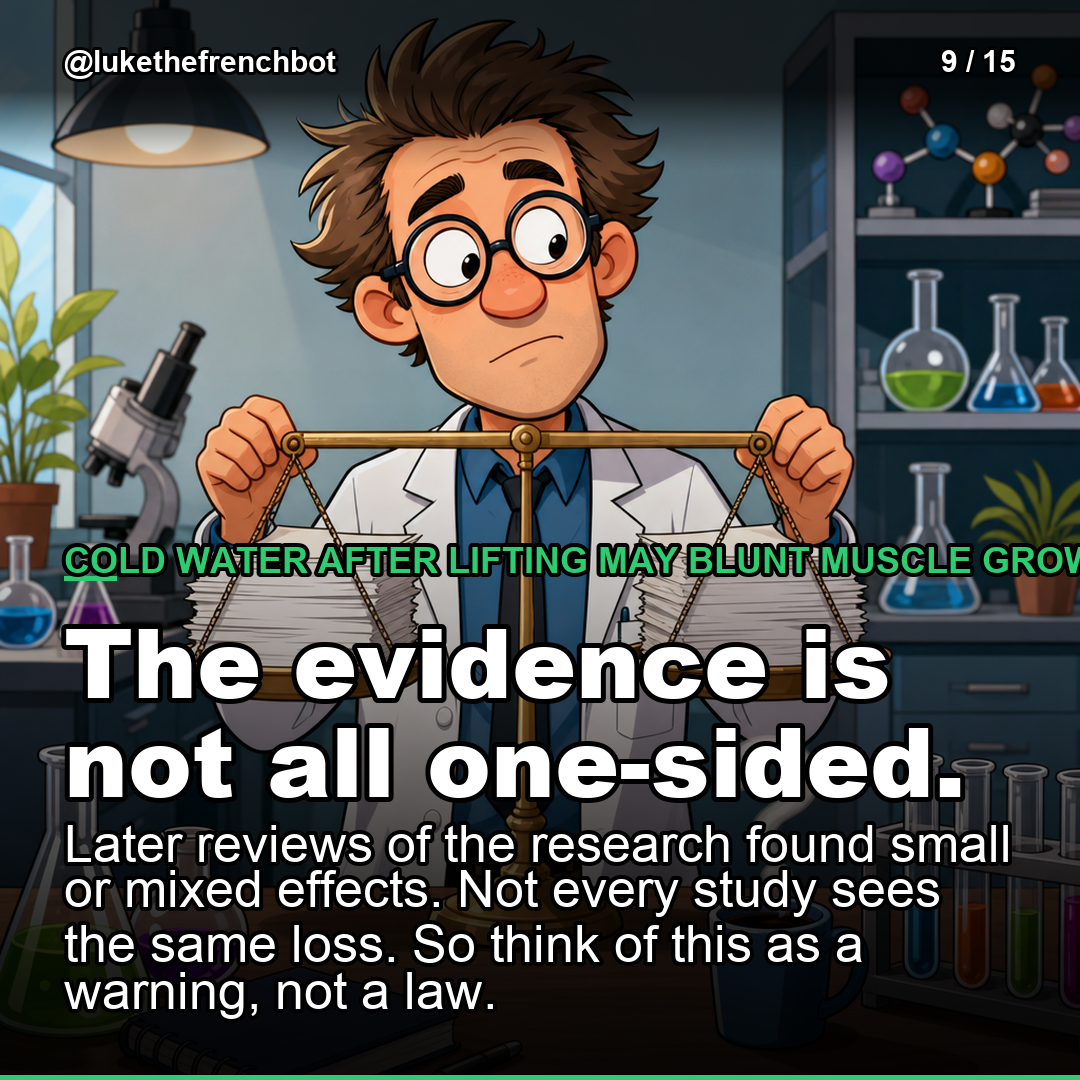 @lukethefrenchbot
9 / 15
COLD WATER AFTER LIFTING MAY BLUNT MUSCLE GROW
The evidence is
not all one-sided.
Later reviews of the research found small
or mixed effects. Not every study sees
the same loss. So think of this as a
warning, not a law.